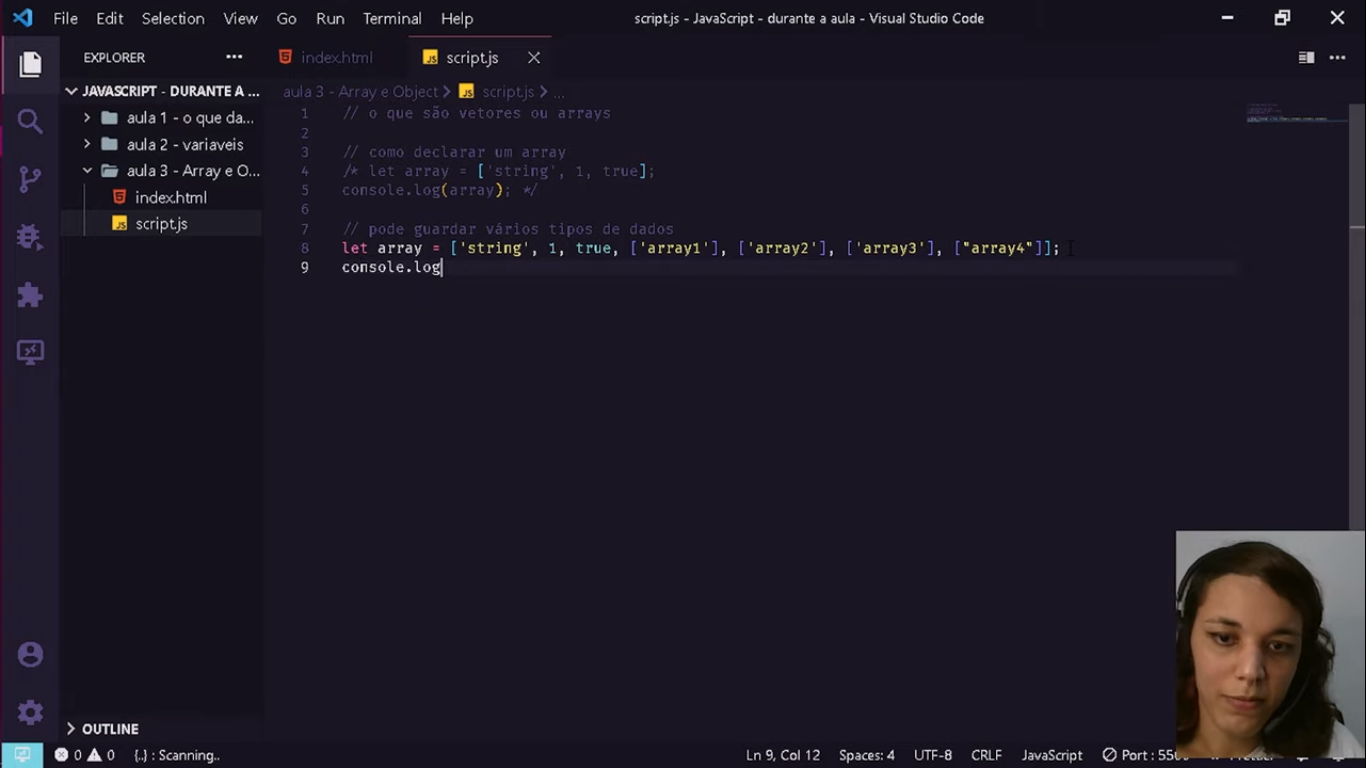 File Edit Selection View Go Run Terminal Help script.js - JavaScript - durante a aula - Visual Studio Code
EXPLORER ··· index.html JS script.js
JAVASCRIPT - DURANTE A ... aula 3 - Array e Object > JS script.js > ...
aula 1 - o que da...
aula 2 - variaveis
aula 3 - Array e O...
index.html
JS script.js
1 // o que são vetores ou arrays
2
3 // como declarar um array
4 /* let array = ['string', 1, true];
5 console.log(array); */
6
7 // pode guardar vários tipos de dados
8 let array = ['string', 1, true, ['array1'], ['array2'], ['array3'], ["array4"]];
9 console.log
OUTLINE
0 0 {..} : Scanning.. Ln 9, Col 12 Spaces: 4 UTF-8 CRLF JavaScript Port :